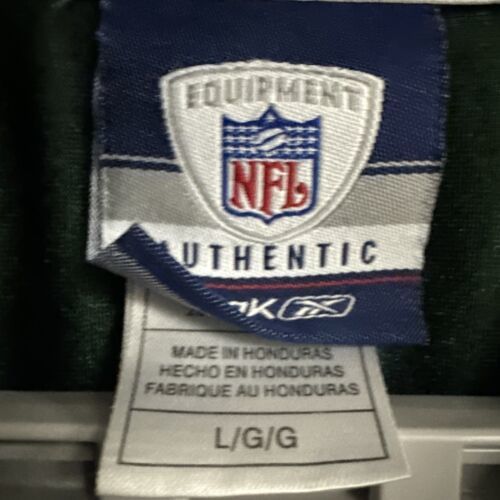 EQUIPMENT
NFL
AUTHENTIC
MADE IN HONDURAS
HECHO EN HONDURAS
FABRIQUE AU HONDURAS
L/G/G